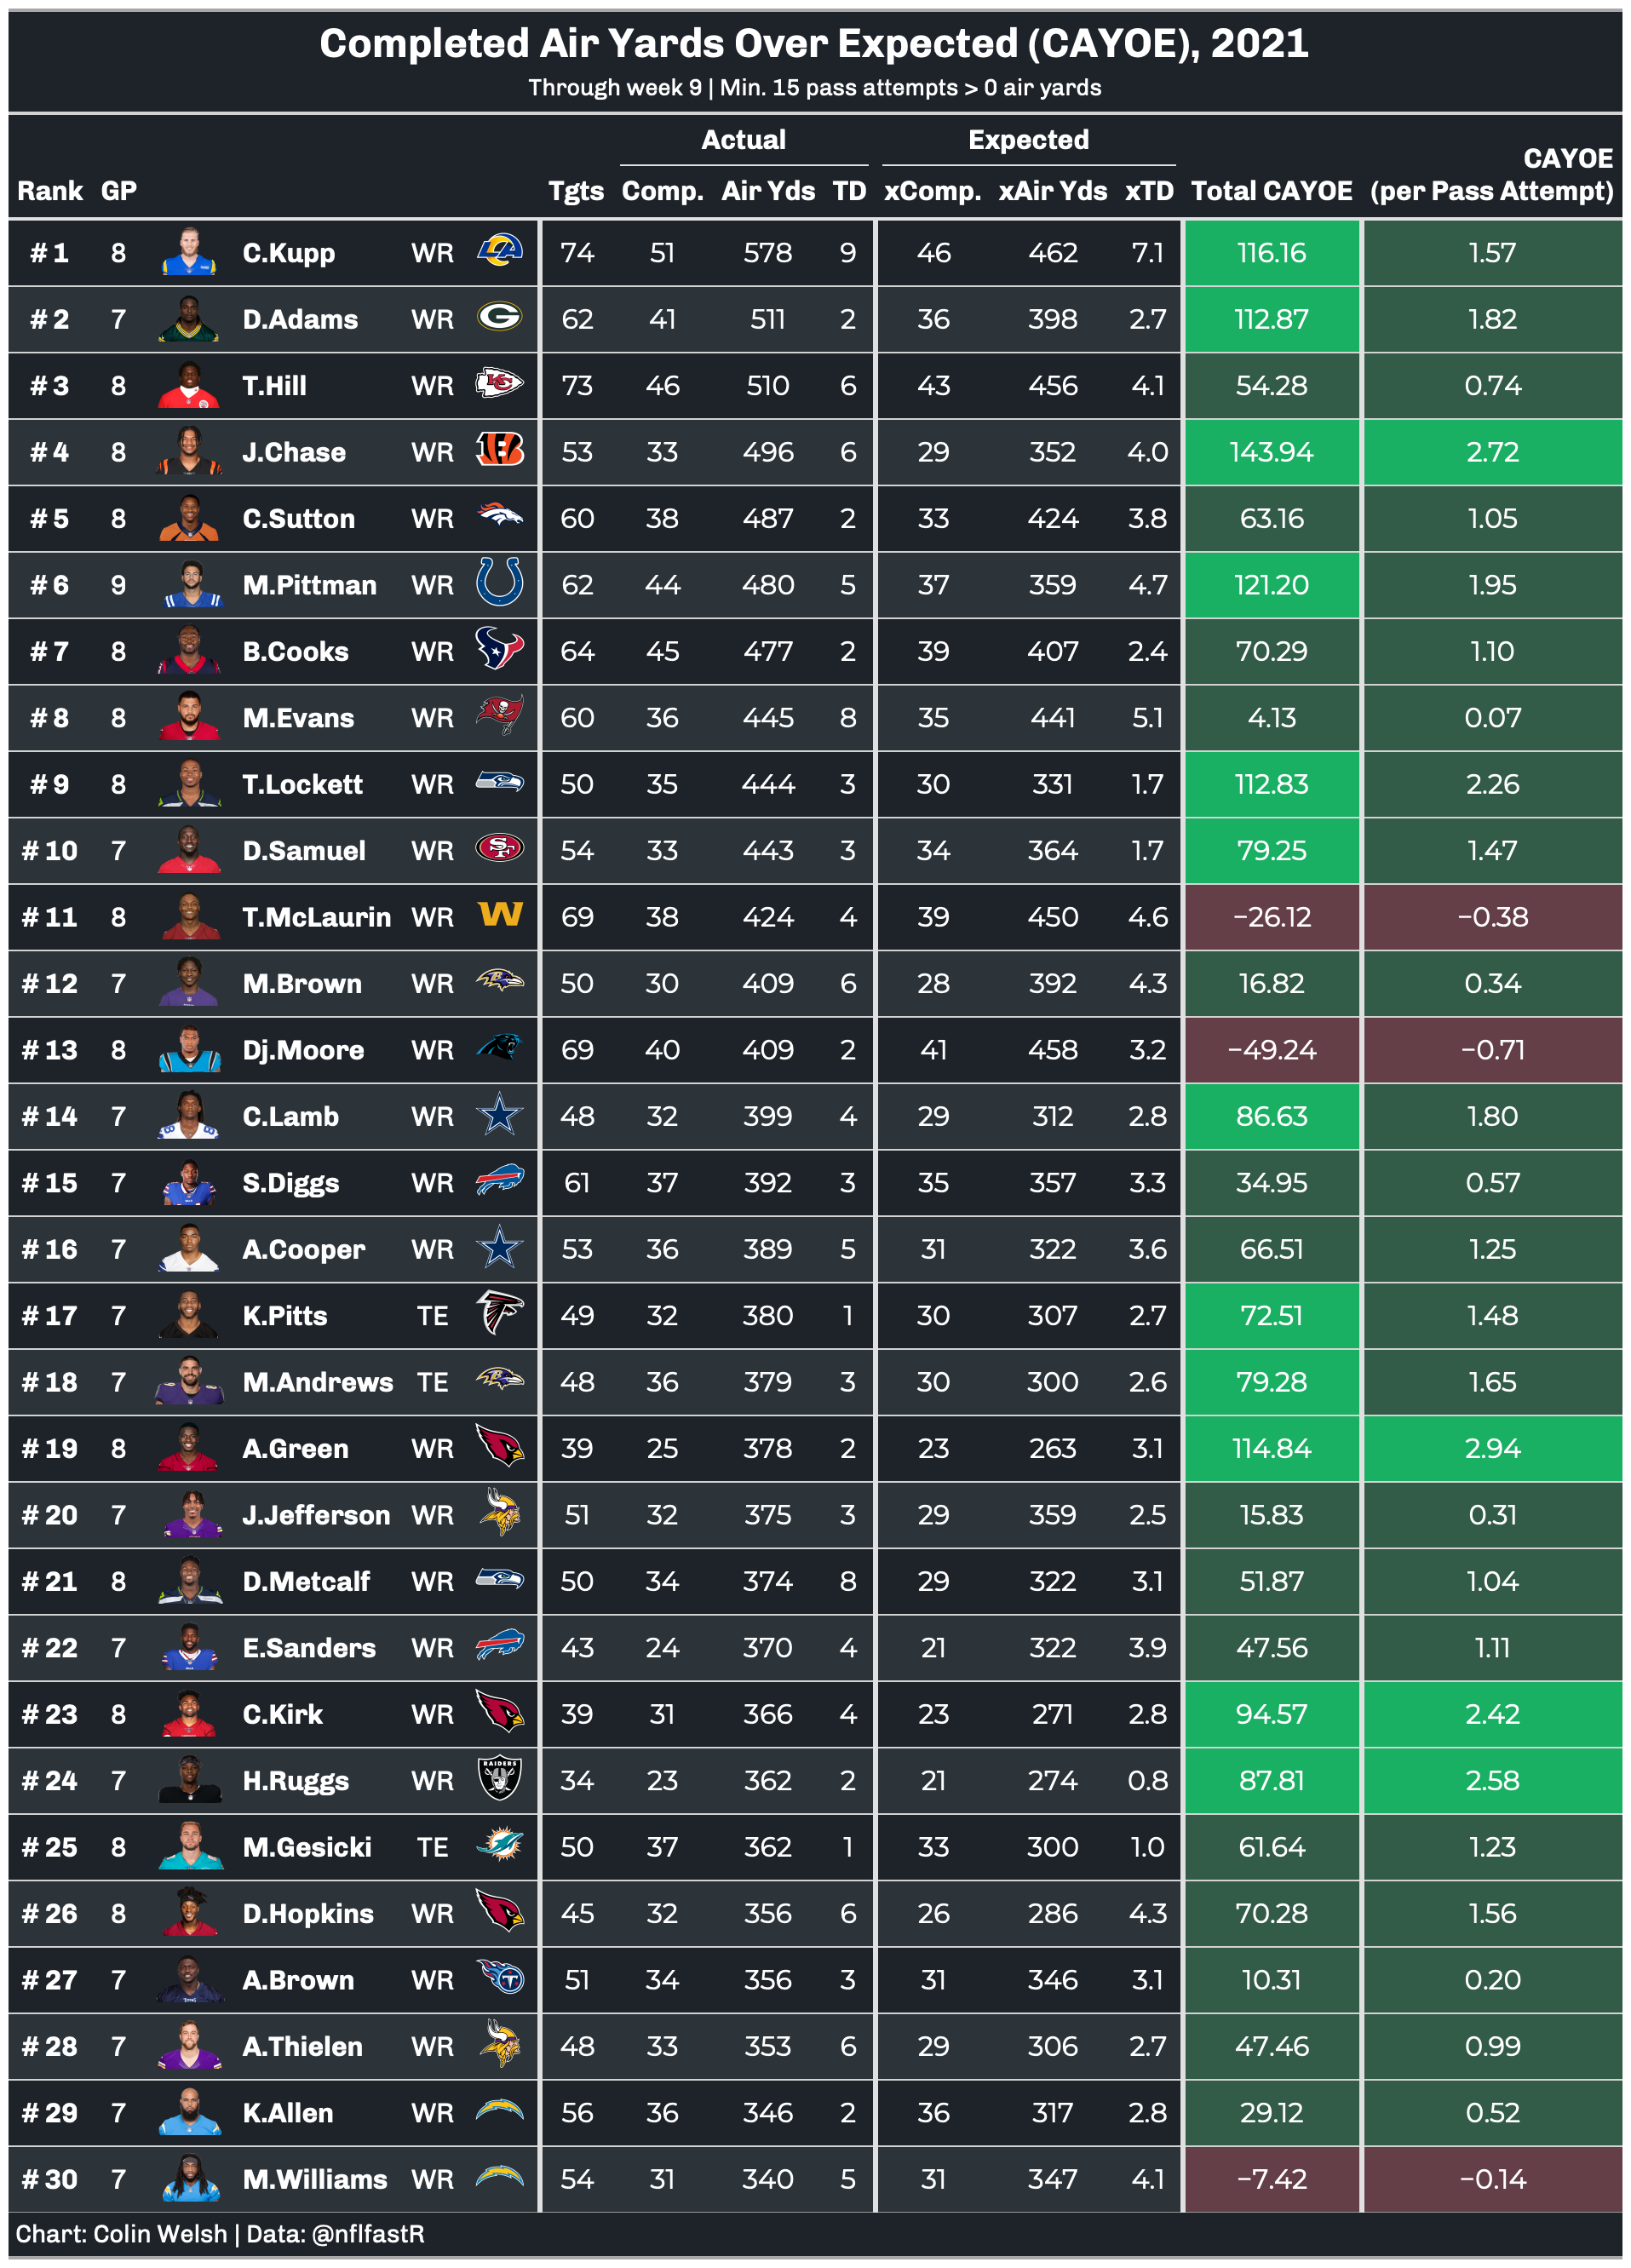 Completed Air Yards Over Expected (CAYOE), 2021
Through week 9 | Min. 15 pass attempts > 0 air yards
Actual Expected CAYOE
Rank GP Tgts Comp. Air Yds TD xComp. xAir Yds xTD Total CAYOE (per Pass Attempt)
# 1 8 C.Kupp WR LA 74 51 578 9 46 462 7.1 116.16 1.57
# 2 7 D.Adams WR G 62 41 511 2 36 398 2.7 112.87 1.82
# 3 8 T.Hill WR KC 73 46 510 6 43 456 4.1 54.28 0.74
# 4 8 J.Chase WR B 53 33 496 6 29 352 4.0 143.94 2.72
# 5 8 C.Sutton WR 60 38 487 2 33 424 3.8 63.16 1.05
# 6 9 M.Pittman WR 62 44 480 5 37 359 4.7 121.20 1.95
# 7 8 B.Cooks WR 64 45 477 2 39 407 2.4 70.29 1.10
# 8 8 M.Evans WR 60 36 445 8 35 441 5.1 4.13 0.07
# 9 8 T.Lockett WR 50 35 444 3 30 331 1.7 112.83 2.26
# 10 7 D.Samuel WR SF 54 33 443 3 34 364 1.7 79.25 1.47
# 11 8 T.McLaurin WR W 69 38 424 4 39 450 4.6 −26.12 −0.38
# 12 7 M.Brown WR B 50 30 409 6 28 392 4.3 16.82 0.34
# 13 8 Dj.Moore WR 69 40 409 2 41 458 3.2 −49.24 −0.71
# 14 7 C.Lamb WR 48 32 399 4 29 312 2.8 86.63 1.80
# 15 7 S.Diggs WR 61 37 392 3 35 357 3.3 34.95 0.57
# 16 7 A.Cooper WR 53 36 389 5 31 322 3.6 66.51 1.25
# 17 7 K.Pitts TE 49 32 380 1 30 307 2.7 72.51 1.48
# 18 7 M.Andrews TE B 48 36 379 3 30 300 2.6 79.28 1.65
# 19 8 A.Green WR 39 25 378 2 23 263 3.1 114.84 2.94
# 20 7 J.Jefferson WR 51 32 375 3 29 359 2.5 15.83 0.31
# 21 8 D.Metcalf WR 50 34 374 8 29 322 3.1 51.87 1.04
# 22 7 E.Sanders WR 43 24 370 4 21 322 3.9 47.56 1.11
# 23 8 C.Kirk WR 39 31 366 4 23 271 2.8 94.57 2.42
# 24 7 H.Ruggs WR RAIDERS 34 23 362 2 21 274 0.8 87.81 2.58
# 25 8 M.Gesicki TE 50 37 362 1 33 300 1.0 61.64 1.23
# 26 8 D.Hopkins WR 45 32 356 6 26 286 4.3 70.28 1.56
# 27 7 A.Brown WR T 51 34 356 3 31 346 3.1 10.31 0.20
# 28 7 A.Thielen WR 48 33 353 6 29 306 2.7 47.46 0.99
# 29 7 K.Allen WR 56 36 346 2 36 317 2.8 29.12 0.52
# 30 7 M.Williams WR 54 31 340 5 31 347 4.1 −7.42 −0.14
Chart: Colin Welsh | Data: @nflfastR